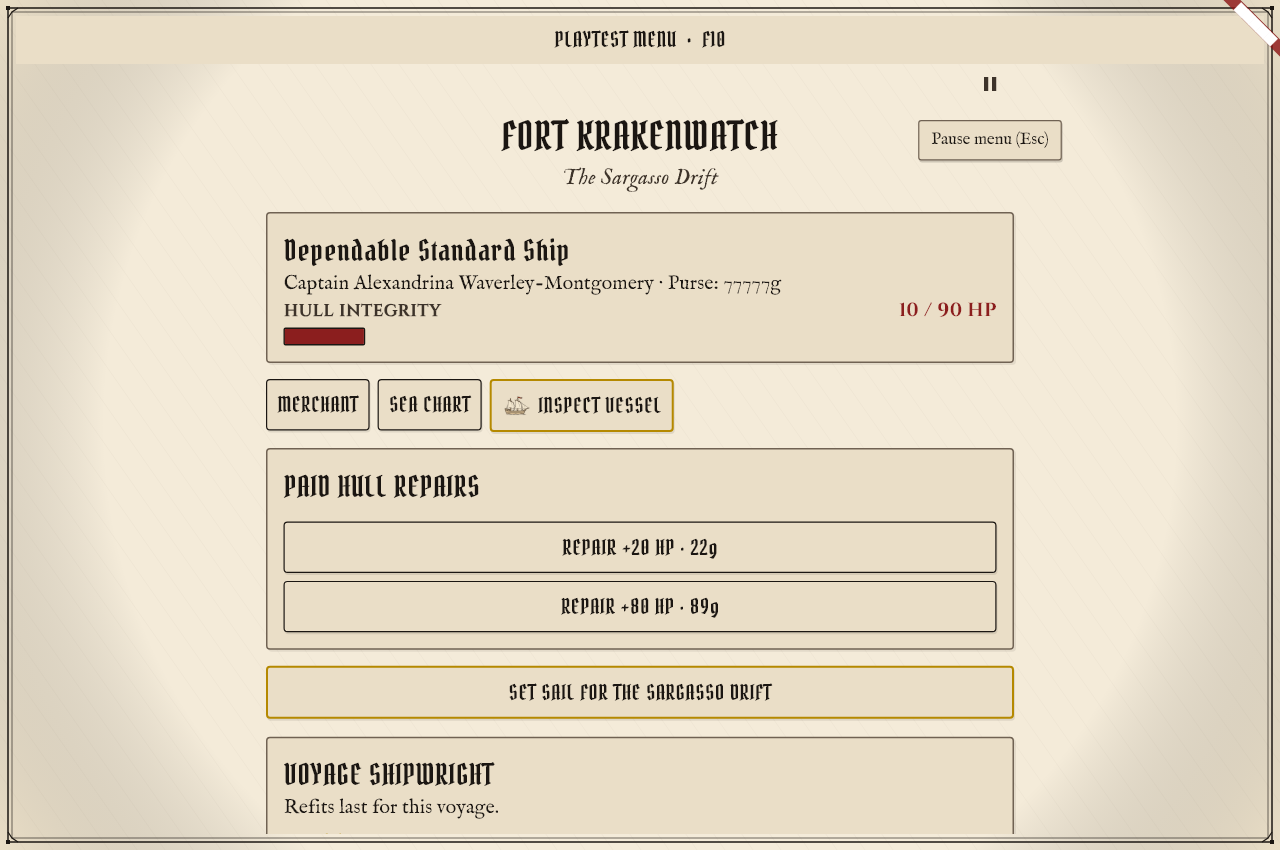 PLAYTEST MENU · F10
FORT KRAKENWATCH
Pause menu (Esc)
The Sargasso Drift
Dependable Standard Ship
Captain Alexandrina Waverley-Montgomery · Purse: 77777g
HULL INTEGRITY
10 / 90 HP
MERCHANT
SEA CHART
INSPECT VESSEL
PAID HULL REPAIRS
REPAIR +20 HP · 22g
REPAIR +80 HP · 89g
SET SAIL FOR THE SARGASSO DRIFT
VOYAGE SHIPWRIGHT
Refits last for this voyage.